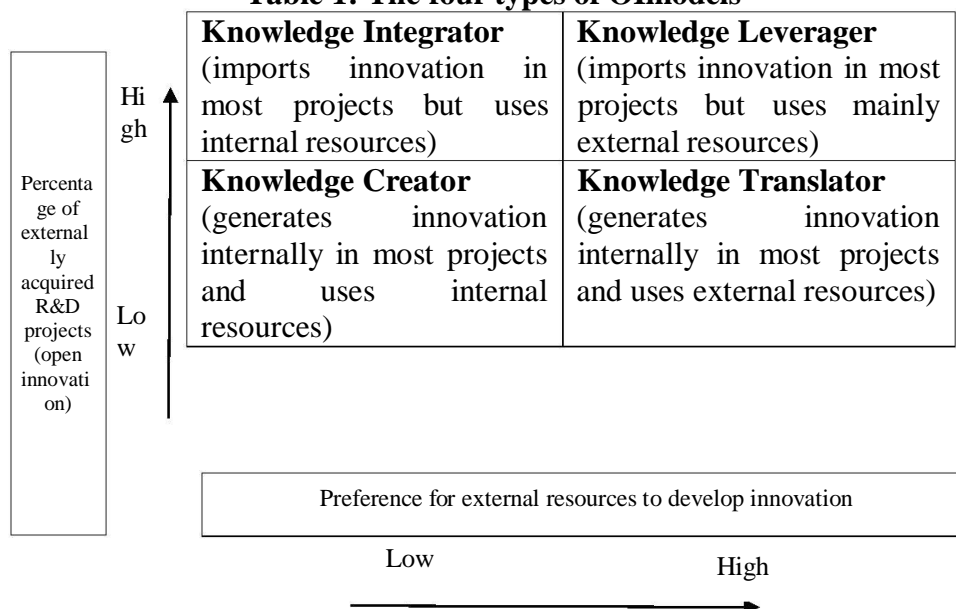 Table 1: The four types of OImodels
Knowledge Integrator
(imports innovation in
most projects but uses
internal resources)
Knowledge Leverager
(imports innovation in most
projects but uses mainly
external resources)
Hi
gh
Percenta
ge of
external
ly
acquired
R&D
projects
(open
innovati
on)
Lo
w
Knowledge Creator
(generates innovation
internally in most projects
and uses internal
resources)
Knowledge Translator
(generates innovation
internally in most projects
and uses external resources)
Preference for external resources to develop innovation
Low
High